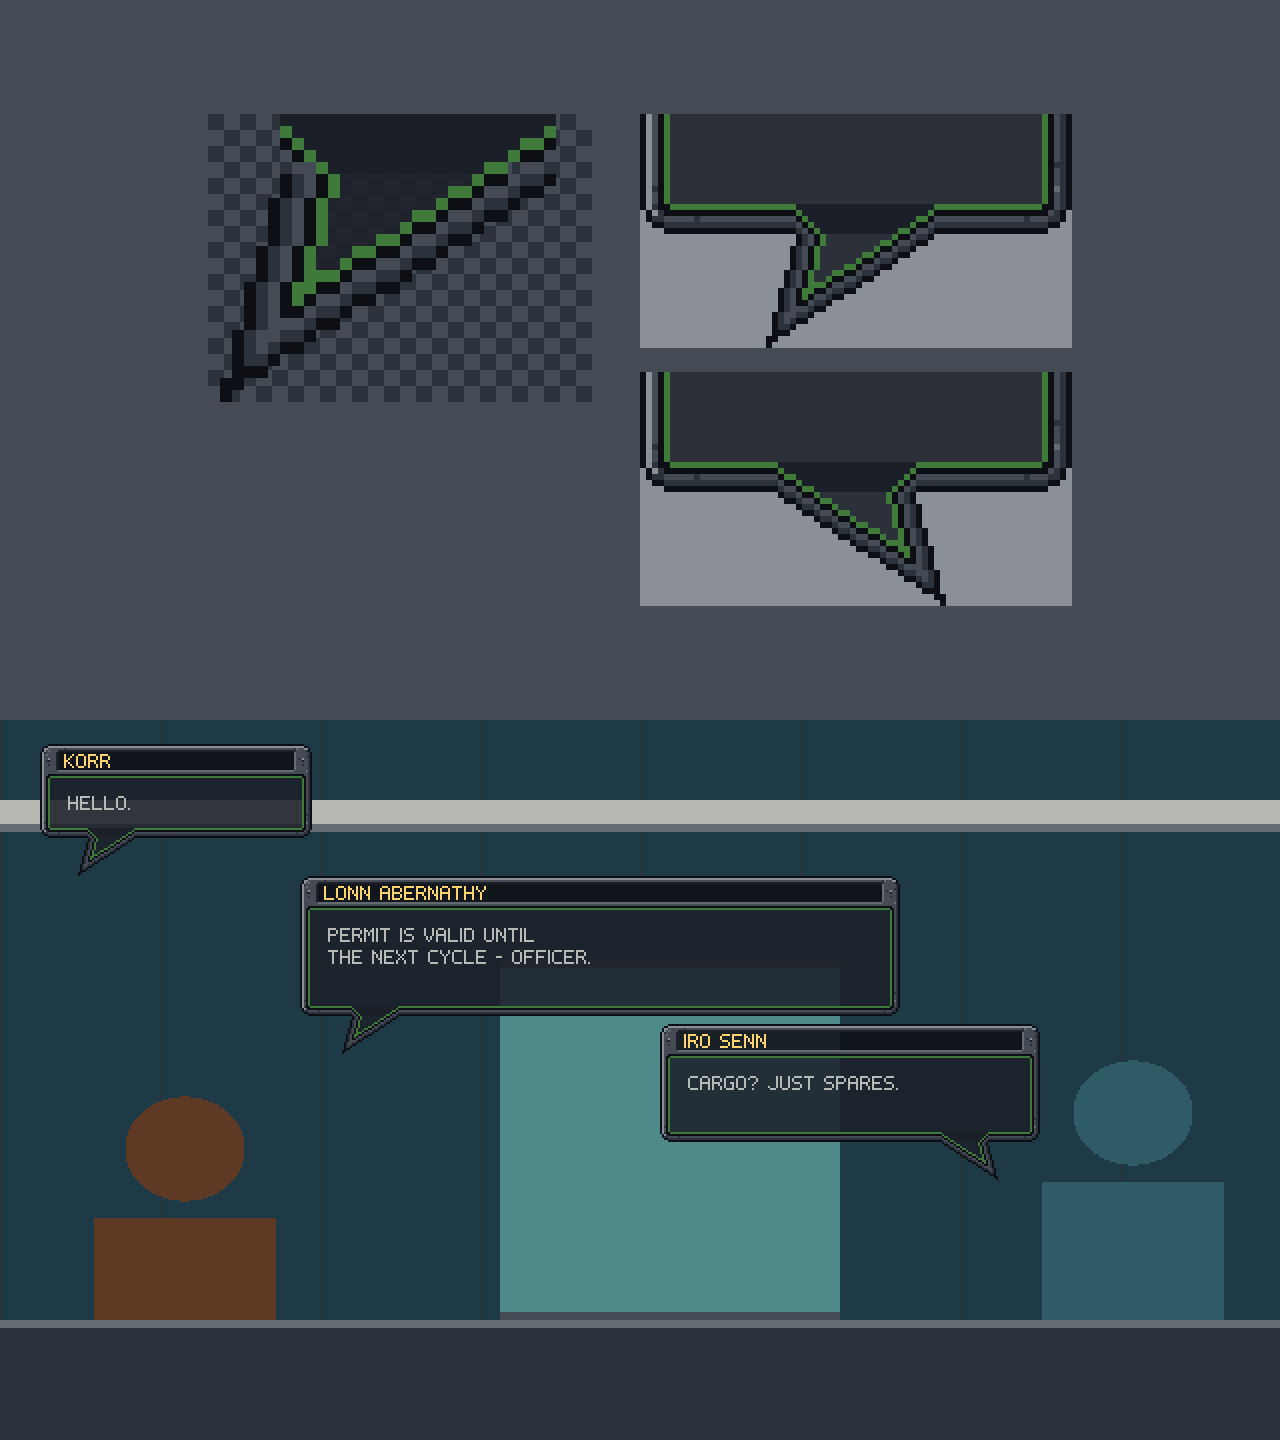 KORR
HELLO.
LONN ABERNATHY
PERMIT IS VALID UNTIL
THE NEXT CYCLE - OFFICER.
IRO SENN
CARGO? JUST SPARES.